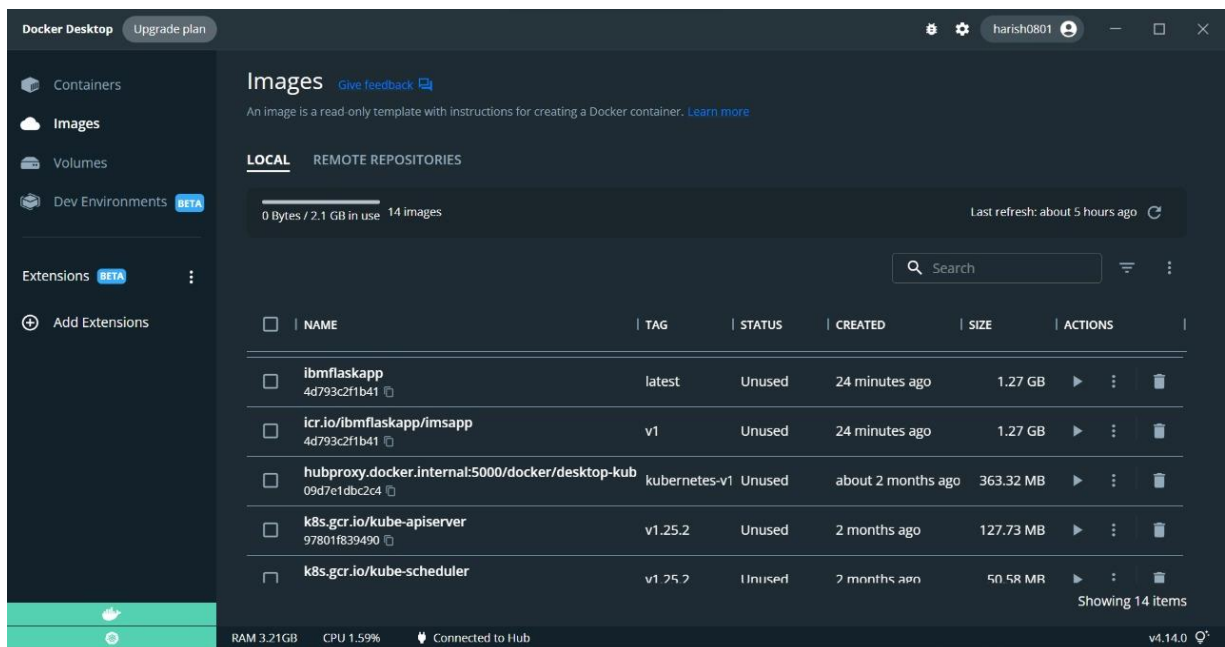 Docker Desktop Upgrade plan harish0801
Containers
Images
Volumes
Dev Environments BETA
Extensions BETA
Add Extensions
Images Give feedback
An image is a read-only template with instructions for creating a Docker container. Learn more
LOCAL REMOTE REPOSITORIES
0 Bytes / 2.1 GB in use 14 images Last refresh: about 5 hours ago
Search
NAME TAG STATUS CREATED SIZE ACTIONS
ibmflaskapp latest Unused 24 minutes ago 1.27 GB
4d793c2f1b41
icr.io/ibmflaskapp/imsapp v1 Unused 24 minutes ago 1.27 GB
4d793c2f1b41
hubproxy.docker.internal:5000/docker/desktop-kub kubernetes-v1 Unused about 2 months ago 363.32 MB
09d7e1dbc2c4
k8s.gcr.io/kube-apiserver v1.25.2 Unused 2 months ago 127.73 MB
97801f839490
k8s.gcr.io/kube-scheduler v1.25.2 Unused 2 months ago 50.58 MB
Showing 14 items
RAM 3.21GB CPU 1.59% Connected to Hub v4.14.0